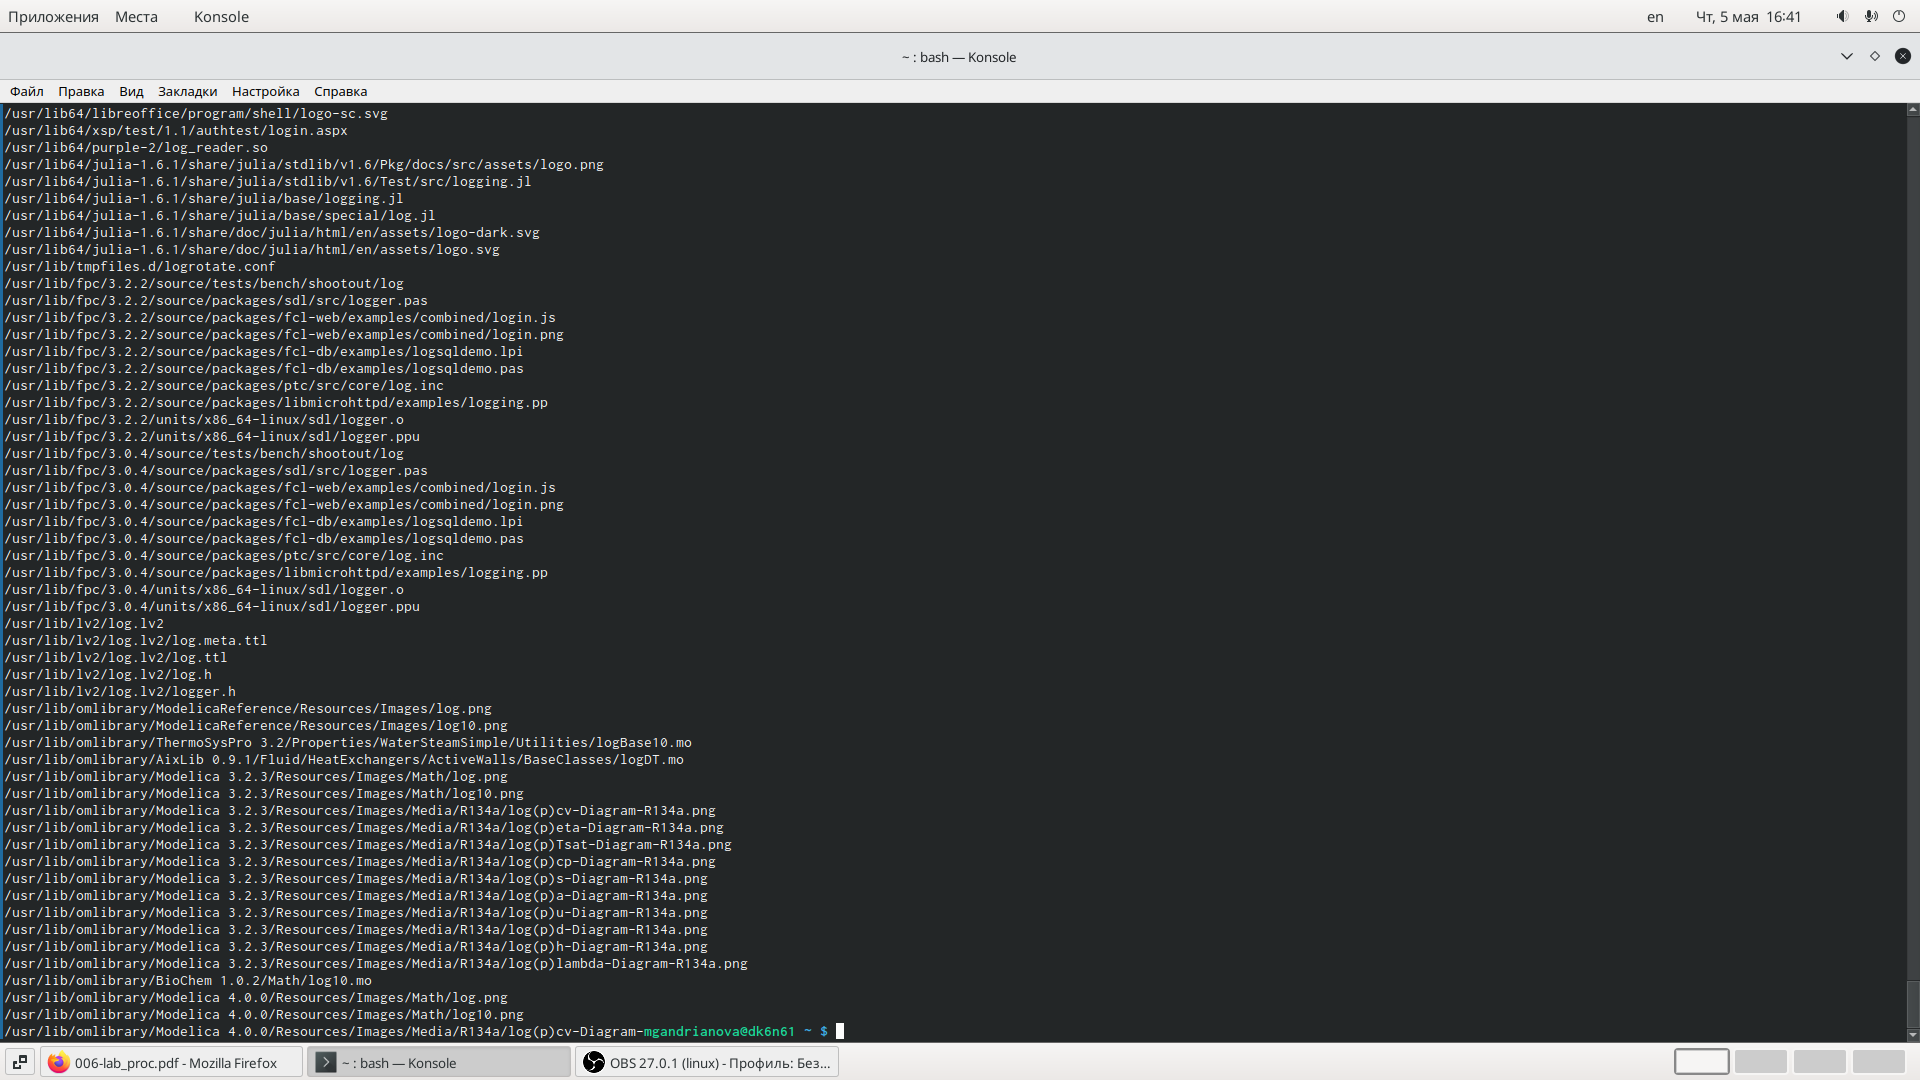 Приложения Места Konsole en Чт, 5 мая 16:41
~ : bash — Konsole
Файл Правка Вид Закладки Настройка Справка
/usr/lib64/libreoffice/program/shell/logo-sc.svg
/usr/lib64/xsp/test/1.1/authtest/login.aspx
/usr/lib64/purple-2/log_reader.so
/usr/lib64/julia-1.6.1/share/julia/stdlib/v1.6/Pkg/docs/src/assets/logo.png
/usr/lib64/julia-1.6.1/share/julia/stdlib/v1.6/Test/src/logging.jl
/usr/lib64/julia-1.6.1/share/julia/base/logging.jl
/usr/lib64/julia-1.6.1/share/julia/base/special/log.jl
/usr/lib64/julia-1.6.1/share/doc/julia/html/en/assets/logo-dark.svg
/usr/lib64/julia-1.6.1/share/doc/julia/html/en/assets/logo.svg
/usr/lib/tmpfiles.d/logrotate.conf
/usr/lib/fpc/3.2.2/source/tests/bench/shootout/log
/usr/lib/fpc/3.2.2/source/packages/sdl/src/logger.pas
/usr/lib/fpc/3.2.2/source/packages/fcl-web/examples/combined/login.js
/usr/lib/fpc/3.2.2/source/packages/fcl-web/examples/combined/login.png
/usr/lib/fpc/3.2.2/source/packages/fcl-db/examples/logsqldemo.lpi
/usr/lib/fpc/3.2.2/source/packages/fcl-db/examples/logsqldemo.pas
/usr/lib/fpc/3.2.2/source/packages/ptc/src/core/log.inc
/usr/lib/fpc/3.2.2/source/packages/libmicrohttpd/examples/logging.pp
/usr/lib/fpc/3.2.2/units/x86_64-linux/sdl/logger.o
/usr/lib/fpc/3.2.2/units/x86_64-linux/sdl/logger.ppu
/usr/lib/fpc/3.0.4/source/tests/bench/shootout/log
/usr/lib/fpc/3.0.4/source/packages/sdl/src/logger.pas
/usr/lib/fpc/3.0.4/source/packages/fcl-web/examples/combined/login.js
/usr/lib/fpc/3.0.4/source/packages/fcl-web/examples/combined/login.png
/usr/lib/fpc/3.0.4/source/packages/fcl-db/examples/logsqldemo.lpi
/usr/lib/fpc/3.0.4/source/packages/fcl-db/examples/logsqldemo.pas
/usr/lib/fpc/3.0.4/source/packages/ptc/src/core/log.inc
/usr/lib/fpc/3.0.4/source/packages/libmicrohttpd/examples/logging.pp
/usr/lib/fpc/3.0.4/units/x86_64-linux/sdl/logger.o
/usr/lib/fpc/3.0.4/units/x86_64-linux/sdl/logger.ppu
/usr/lib/lv2/log.lv2
/usr/lib/lv2/log.lv2/log.meta.ttl
/usr/lib/lv2/log.lv2/log.ttl
/usr/lib/lv2/log.lv2/log.h
/usr/lib/lv2/log.lv2/logger.h
/usr/lib/omlibrary/ModelicaReference/Resources/Images/log.png
/usr/lib/omlibrary/ModelicaReference/Resources/Images/log10.png
/usr/lib/omlibrary/ThermoSysPro 3.2/Properties/WaterSteamSimple/Utilities/logBase10.mo
/usr/lib/omlibrary/AixLib 0.9.1/Fluid/HeatExchangers/ActiveWalls/BaseClasses/logDT.mo
/usr/lib/omlibrary/Modelica 3.2.3/Resources/Images/Math/log.png
/usr/lib/omlibrary/Modelica 3.2.3/Resources/Images/Math/log10.png
/usr/lib/omlibrary/Modelica 3.2.3/Resources/Images/Media/R134a/log(p)cv-Diagram-R134a.png
/usr/lib/omlibrary/Modelica 3.2.3/Resources/Images/Media/R134a/log(p)eta-Diagram-R134a.png
/usr/lib/omlibrary/Modelica 3.2.3/Resources/Images/Media/R134a/log(p)Tsat-Diagram-R134a.png
/usr/lib/omlibrary/Modelica 3.2.3/Resources/Images/Media/R134a/log(p)cp-Diagram-R134a.png
/usr/lib/omlibrary/Modelica 3.2.3/Resources/Images/Media/R134a/log(p)s-Diagram-R134a.png
/usr/lib/omlibrary/Modelica 3.2.3/Resources/Images/Media/R134a/log(p)a-Diagram-R134a.png
/usr/lib/omlibrary/Modelica 3.2.3/Resources/Images/Media/R134a/log(p)u-Diagram-R134a.png
/usr/lib/omlibrary/Modelica 3.2.3/Resources/Images/Media/R134a/log(p)d-Diagram-R134a.png
/usr/lib/omlibrary/Modelica 3.2.3/Resources/Images/Media/R134a/log(p)h-Diagram-R134a.png
/usr/lib/omlibrary/Modelica 3.2.3/Resources/Images/Media/R134a/log(p)lambda-Diagram-R134a.png
/usr/lib/omlibrary/BioChem 1.0.2/Math/log10.mo
/usr/lib/omlibrary/Modelica 4.0.0/Resources/Images/Math/log.png
/usr/lib/omlibrary/Modelica 4.0.0/Resources/Images/Math/log10.png
/usr/lib/omlibrary/Modelica 4.0.0/Resources/Images/Media/R134a/log(p)cv-Diagram-mgandrianova@dk6n61 ~ $
006-lab_proc.pdf - Mozilla Firefox ~ : bash — Konsole OBS 27.0.1 (linux) - Профиль: Без...